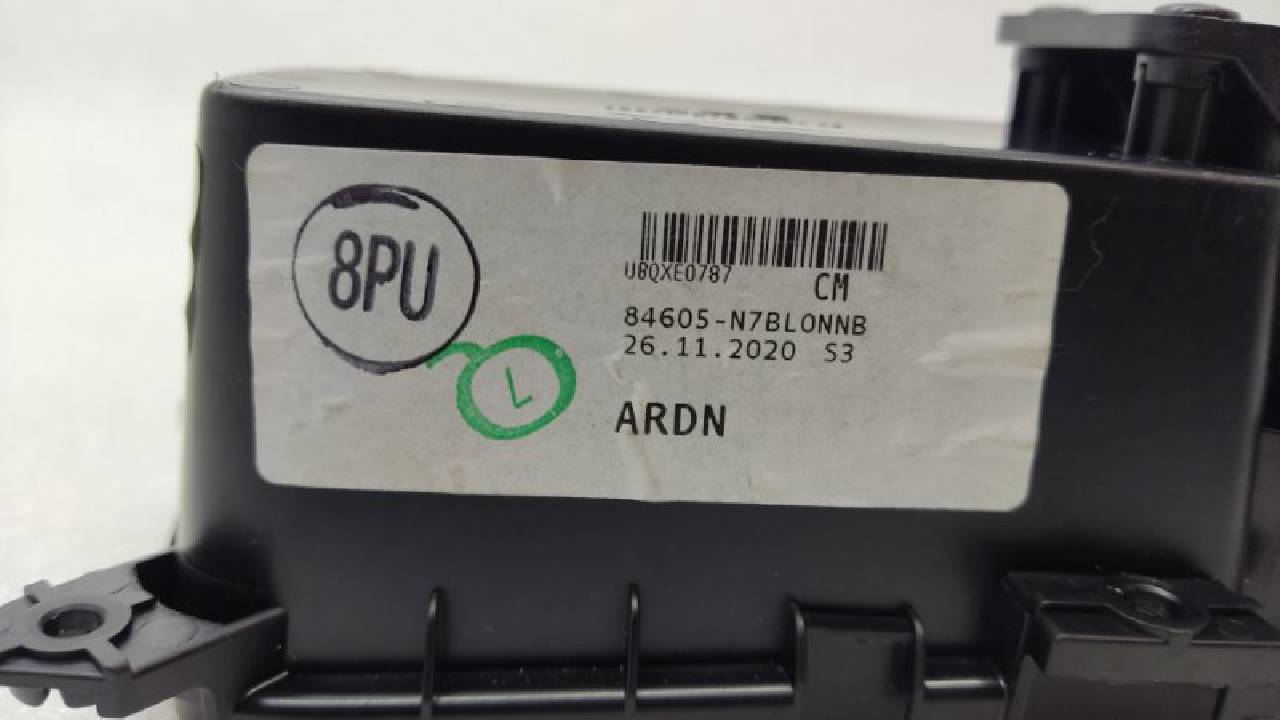 8PU
L
UBQXE0787
CM
84605-N7BLONNB
26.11.2020 S3
ARDN